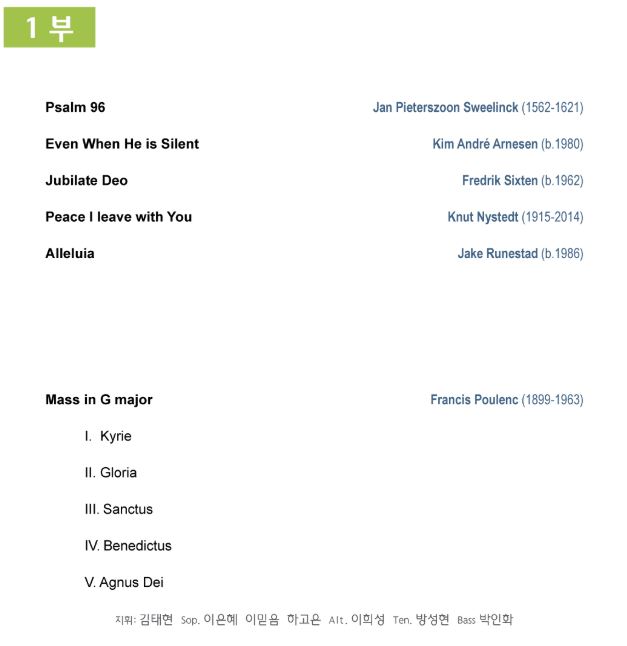 1 부
Psalm 96 Jan Pieterszoon Sweelinck (1562-1621)
Even When He is Silent Kim André Arnesen (b.1980)
Jubilate Deo Fredrik Sixten (b.1962)
Peace I leave with You Knut Nystedt (1915-2014)
Alleluia Jake Runestad (b.1986)
Mass in G major Francis Poulenc (1899-1963)
I. Kyrie
II. Gloria
III. Sanctus
IV. Benedictus
V. Agnus Dei
지휘: 김태현 Sop. 이은혜 이믿음 하고은 Alt. 이희성 Ten. 방성현 Bass 박인화